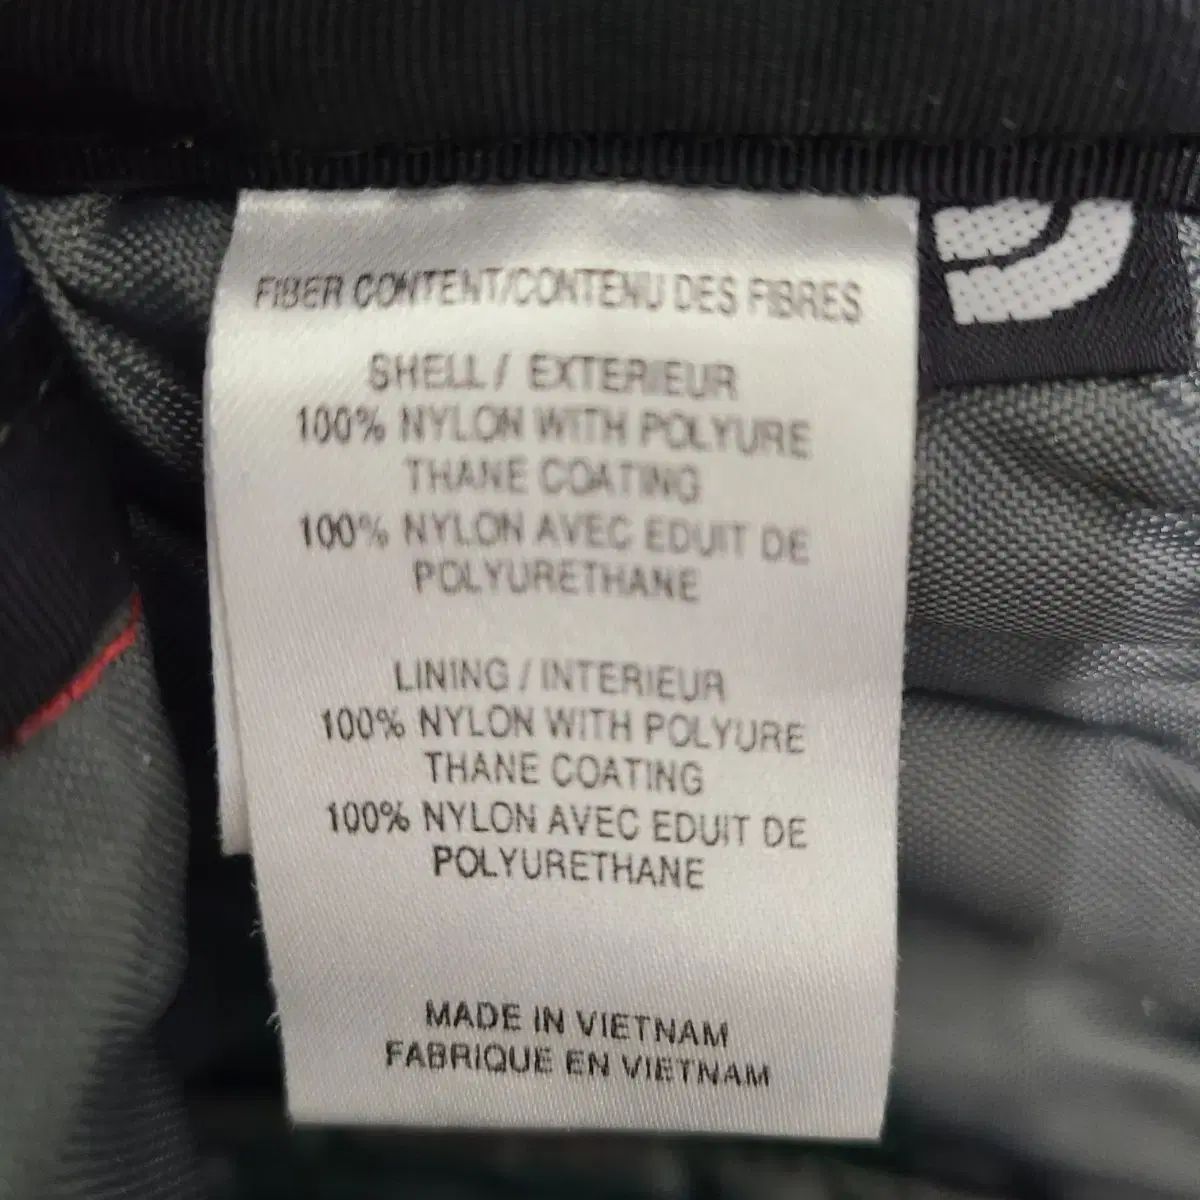 FIBER CONTENT/CONTENU DES FIBRES
SHELL / EXTERIEUR
100% NYLON WITH POLYURE
THANE COATING
100% NYLON AVEC EDUIT DE
POLYURETHANE
LINING / INTERIEUR
100% NYLON WITH POLYURE
THANE COATING
100% NYLON AVEC EDUIT DE
POLYURETHANE
MADE IN VIETNAM
FABRIQUE EN VIETNAM